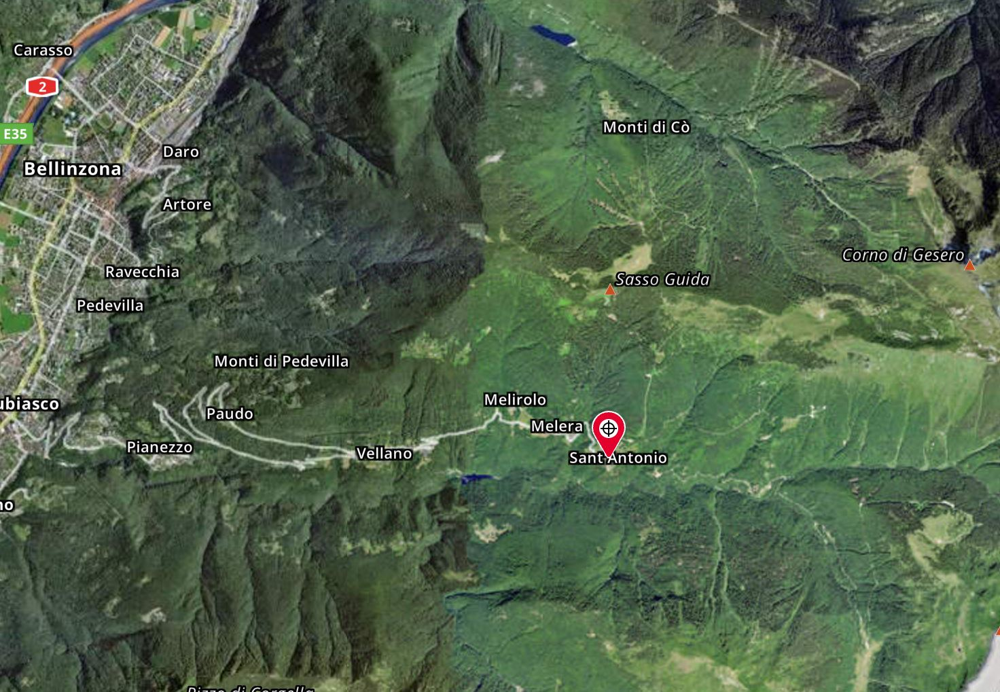 Carasso
2
E35
Monti di Cò
Daro
Bellinzona
Artore
Corno di Gesero
Ravecchia
Sasso Guida
Pedevilla
Monti di Pedevilla
Melirolo
ubiasco
Paudo
Melera
Pianezzo
Vellano
Sant'Antonio
no
Pizzo di Corgella